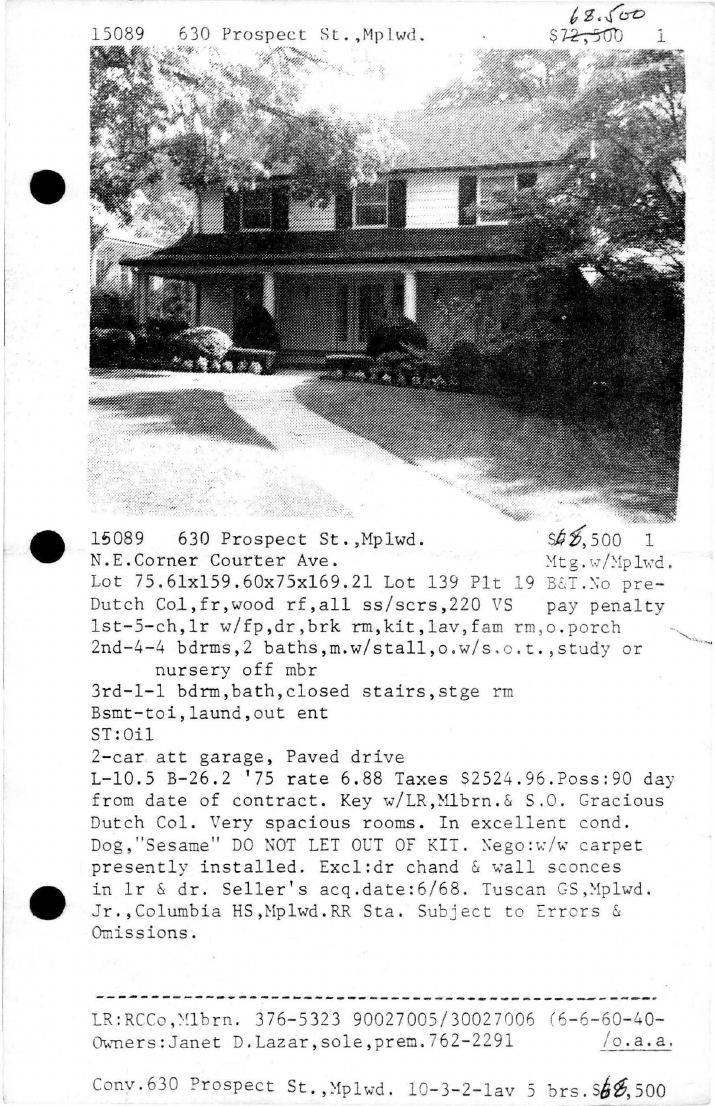 68.500
15089 630 Prospect St.,Mplwd. $72,500 1
15089 630 Prospect St.,Mplwd. $68,500 1
N.E.Corner Courter Ave. Mtg.w/Mplwd.
Lot 75.61x159.60x75x169.21 Lot 139 Plt 19 B&T.No pre-
Dutch Col,fr,wood rf,all ss/scrs,220 VS pay penalty
1st-5-ch,lr w/fp,dr,brk rm,kit,lav,fam rm,o.porch
2nd-4-4 bdrms,2 baths,m.w/stall,o.w/s.o.t.,study or
nursery off mbr
3rd-1-1 bdrm,bath,closed stairs,stge rm
Bsmt-toi,laund,out ent
ST:Oil
2-car att garage, Paved drive
L-10.5 B-26.2 '75 rate 6.88 Taxes $2524.96.Poss:90 day
from date of contract. Key w/LR,Mlbrn.& S.O. Gracious
Dutch Col. Very spacious rooms. In excellent cond.
Dog,"Sesame" DO NOT LET OUT OF KIT. Nego:w/w carpet
presently installed. Excl:dr chand & wall sconces
in lr & dr. Seller's acq.date:6/68. Tuscan GS,Mplwd.
Jr.,Columbia HS,Mplwd.RR Sta. Subject to Errors &
Omissions.
LR:RCCo,Mlbrn. 376-5323 90027005/30027006 (6-6-60-40-
Owners:Janet D.Lazar,sole,prem.762-2291 /o.a.a.
Conv.630 Prospect St.,Mplwd. 10-3-2-lav 5 brs.$68,500